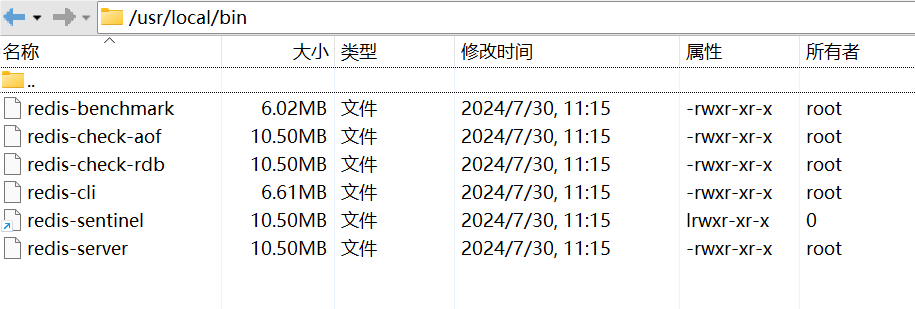 /usr/local/bin
名称 大小 类型 修改时间 属性 所有者
..
redis-benchmark 6.02MB 文件 2024/7/30, 11:15 -rwxr-xr-x root
redis-check-aof 10.50MB 文件 2024/7/30, 11:15 -rwxr-xr-x root
redis-check-rdb 10.50MB 文件 2024/7/30, 11:15 -rwxr-xr-x root
redis-cli 6.61MB 文件 2024/7/30, 11:15 -rwxr-xr-x root
redis-sentinel 10.50MB 文件 2024/7/30, 11:15 lrwxr-xr-x 0
redis-server 10.50MB 文件 2024/7/30, 11:15 -rwxr-xr-x root